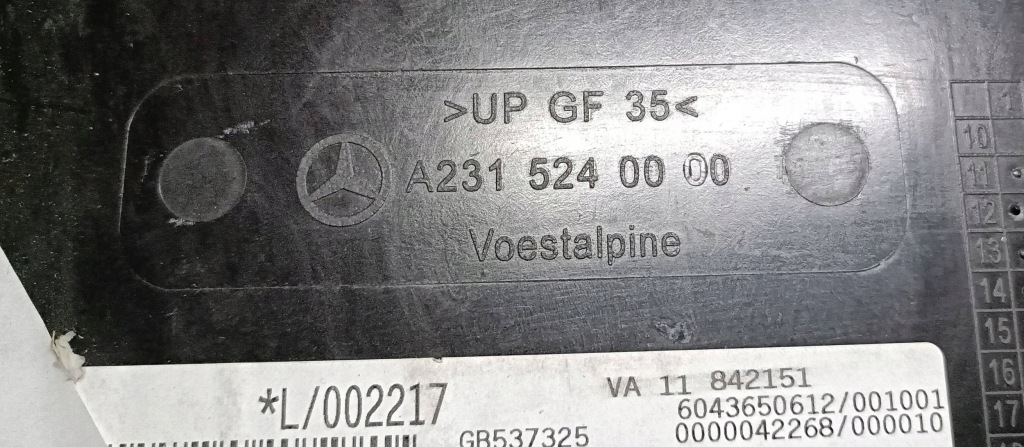 >UP GF 35<
A231 524 00 00
Voestalpine
10
11
12
13
14
15
16
17
*L/002217
VA 11 842151
6043650612/001001
GB537325
0000042268/000010